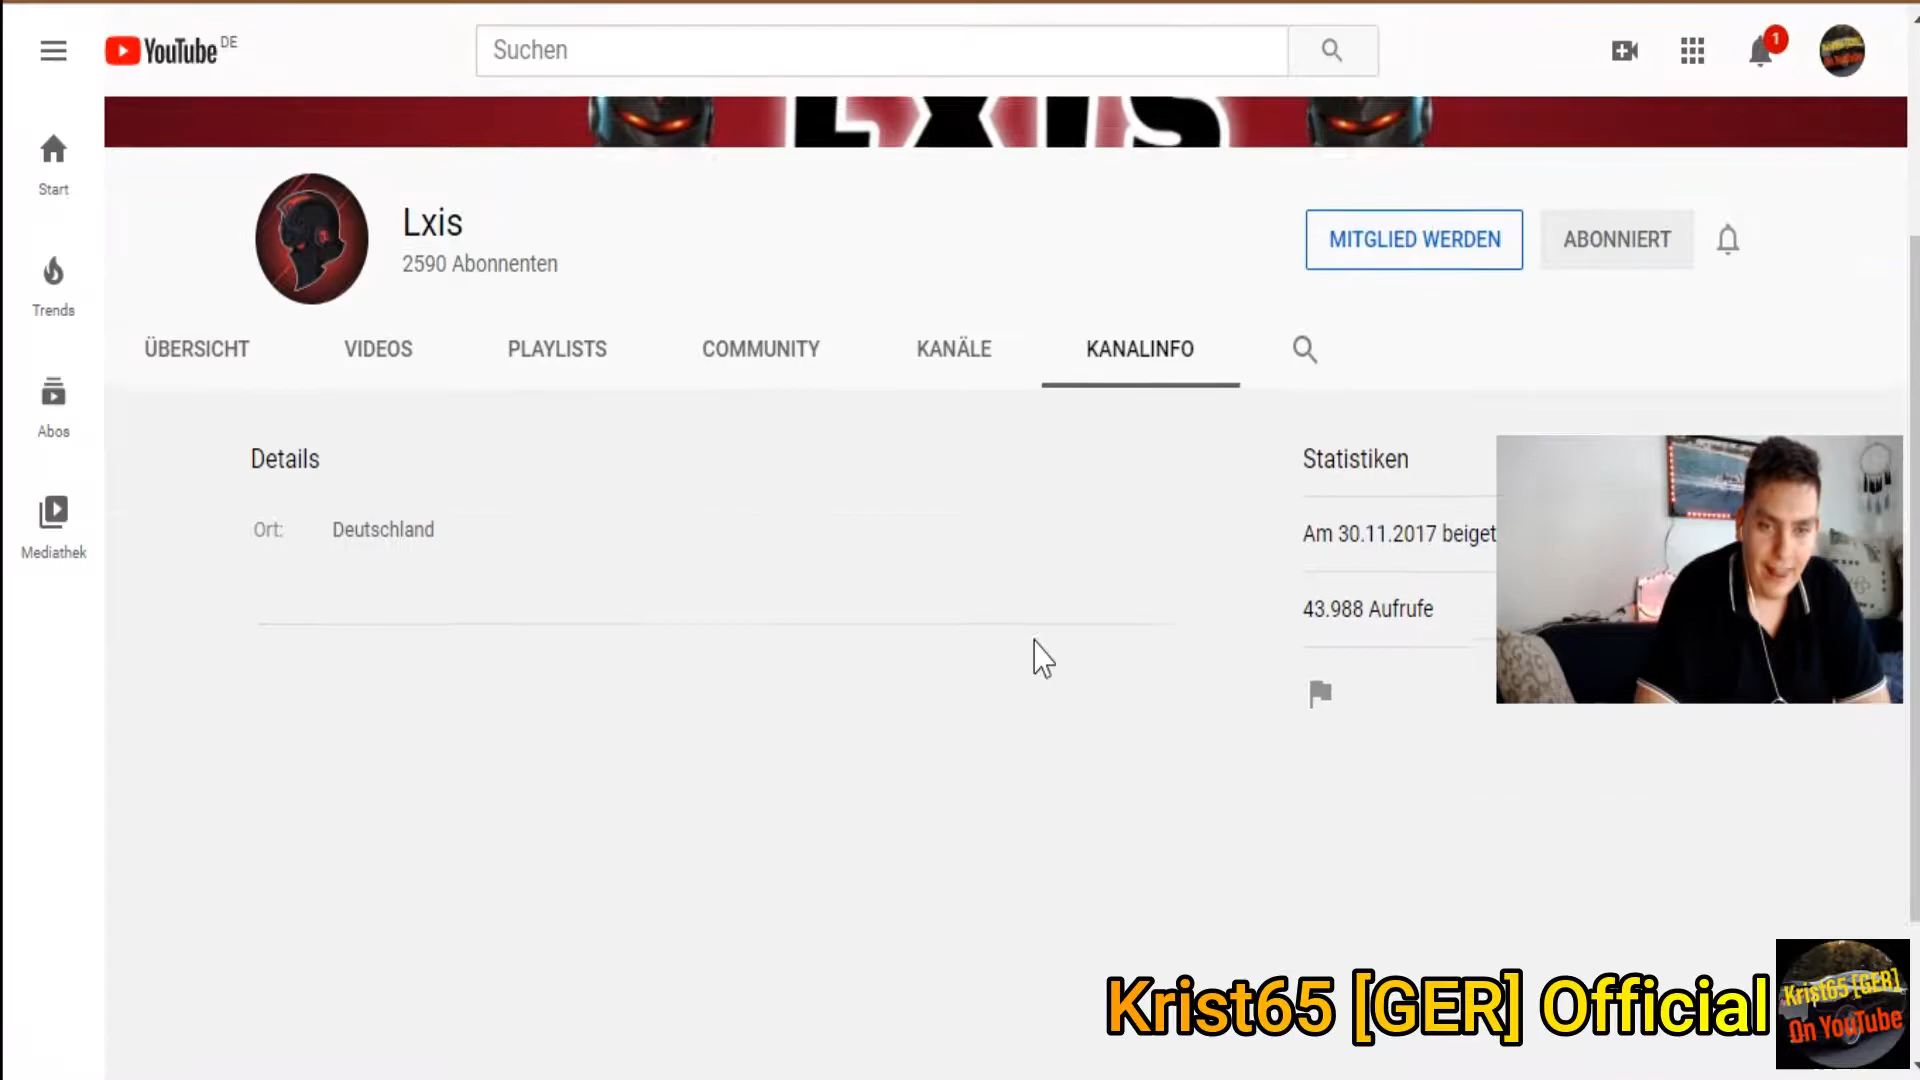 YouTube DE
Suchen
1
LXIS
Start
Trends
Abos
Mediathek
Lxis
2590 Abonnenten
MITGLIED WERDEN
ABONNIERT
ÜBERSICHT
VIDEOS
PLAYLISTS
COMMUNITY
KANÄLE
KANALINFO
Details
Ort: Deutschland
Statistiken
Am 30.11.2017 beiget
43.988 Aufrufe
Krist65 [GER] Official
Krist65 [GER]
On YouTube